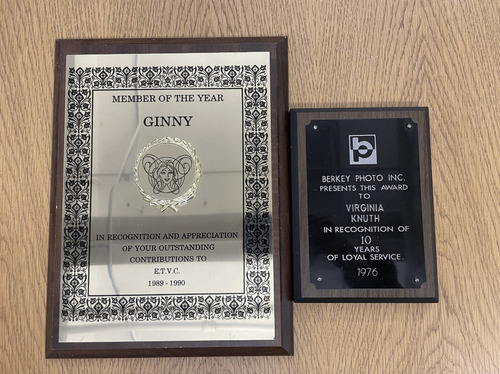 MEMBER OF THE YEAR
GINNY
IN RECOGNITION AND APPRECIATION
OF YOUR OUTSTANDING
CONTRIBUTIONS TO
E.T.V.C.
1989 - 1990
bp
BERKEY PHOTO INC.
PRESENTS THIS AWARD
TO
VIRGINIA
KNUTH
IN RECOGNITION OF
10
YEARS
OF LOYAL SERVICE
1976